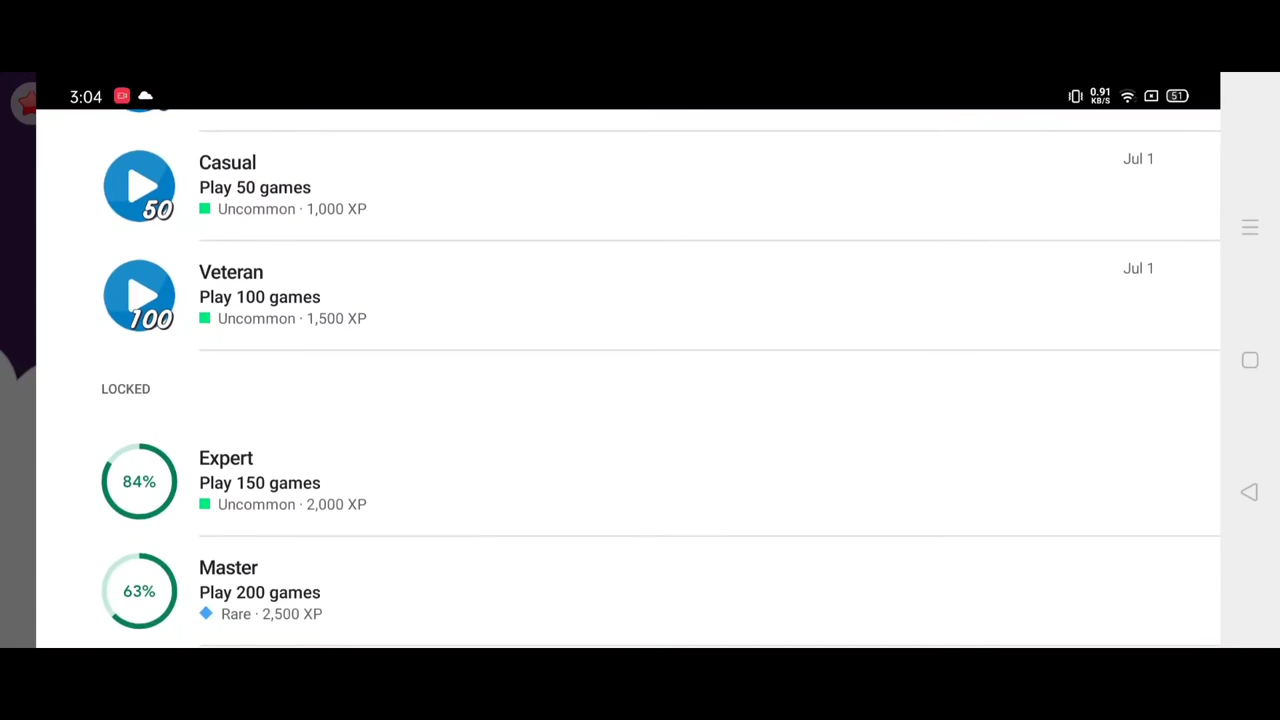 3:04
0.91
KB/S
51
Casual
Jul 1
Play 50 games
Uncommon · 1,000 XP
50
Veteran
Jul 1
Play 100 games
Uncommon · 1,500 XP
100
LOCKED
84%
Expert
Play 150 games
Uncommon · 2,000 XP
63%
Master
Play 200 games
Rare · 2,500 XP